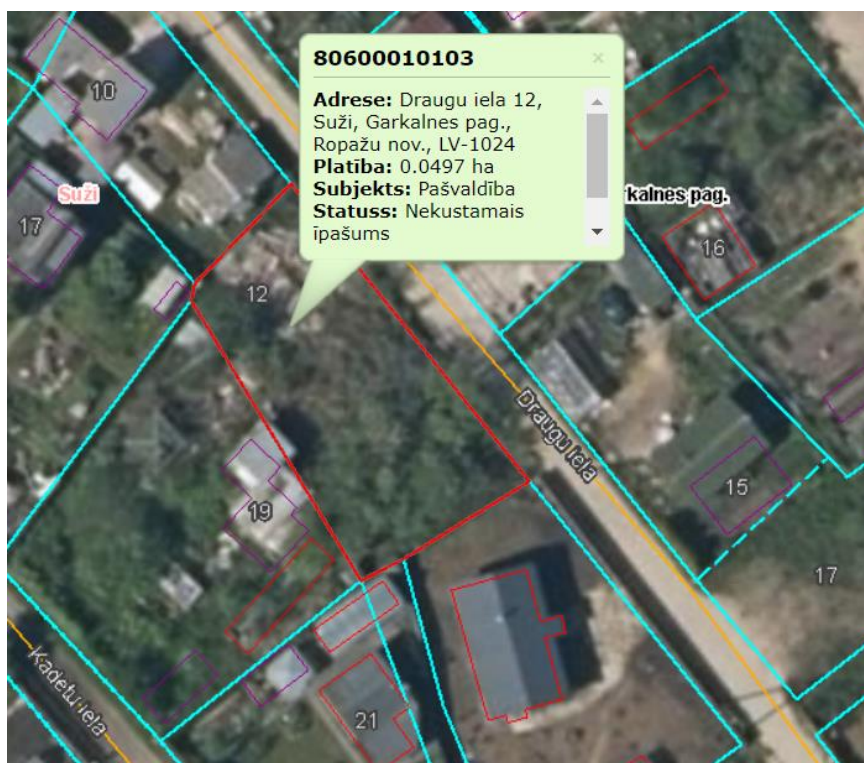 80600010103 ×
Adrese: Draugu iela 12,
Suži, Garkalnes pag.,
Ropažu nov., LV-1024
Platība: 0.0497 ha
Subjekts: Pašvaldība
Statuss: Nekustamais
īpašums
10
Suži
kalnes pag.
17
16
12
Draugu iela
15
19
17
Kadetu iela
21